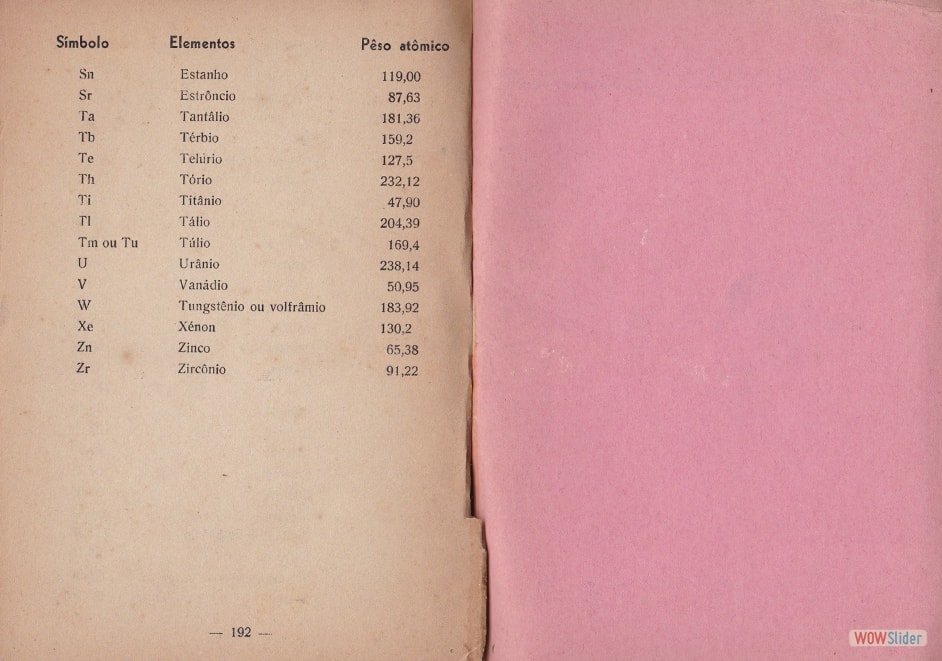 Símbolo Elementos Pêso atômico
Sn Estanho 119,00
Sr Estrôncio 87,63
Ta Tantâlio 181,36
Tb Térbio 159,2
Te Telúrio 127,5
Th Tório 232,12
Ti Titânio 47,90
Tl Tálio 204,39
Tm ou Tu Túlio 169,4
U Urânio 238,14
V Vanádio 50,95
W Tungstênio ou volfrâmio 183,92
Xe Xénon 130,2
Zn Zinco 65,38
Zr Zircônio 91,22
— 192 —
WOWSlider